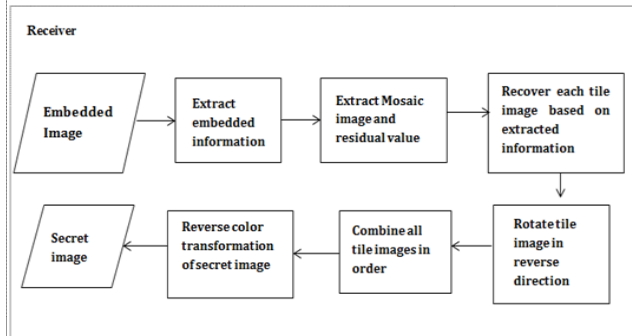 Receiver
Embedded
Image
Extract
embedded
information
Extract Mosaic
image and
residual value
Recover each tile
image based on
extracted
information
Rotate tile
image in
reverse
direction
Combine all
tile images in
order
Reverse color
transformation
of secret image
Secret
image